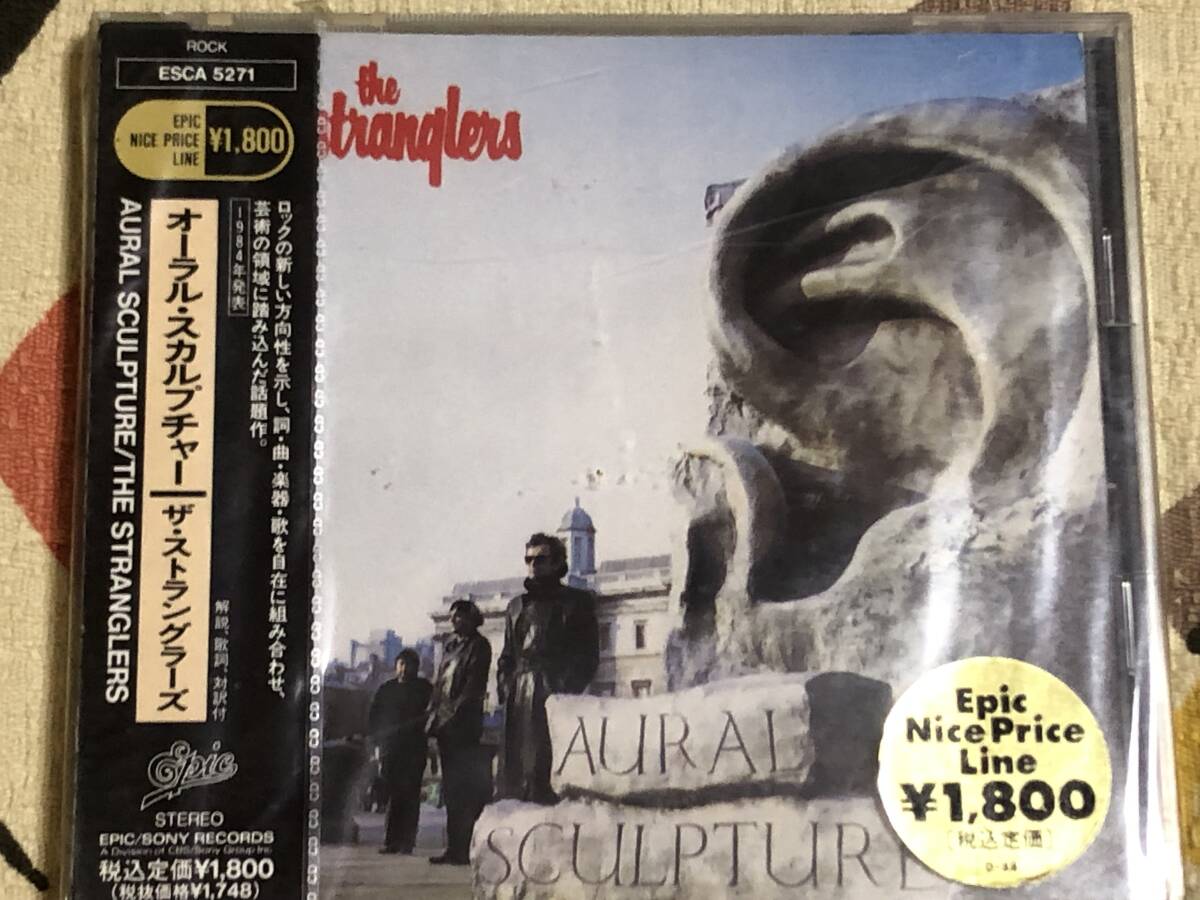 ROCK
ESCA 5271
EPIC
NICE PRICE
LINE
¥1,800
ロックの新しい方向性を示し、詞・曲・楽器・歌を自在に組み合わせ、
芸術の領域に踏み込んだ話題作。
1984年発表
オーラル・スカルプチャー/ザ・ストラングラーズ
AURAL SCULPTURE/THE STRANGLERS
解説、歌詞、対訳付
Epic
STEREO
EPIC/SONY RECORDS
A Division of CBS/Sony Group Inc.
税込定価¥1,800
(税抜価格¥1,748)
the
stranglers
AURAL
SCULPTURE
Epic
Nice Price
Line
¥1,800
[税込定価]